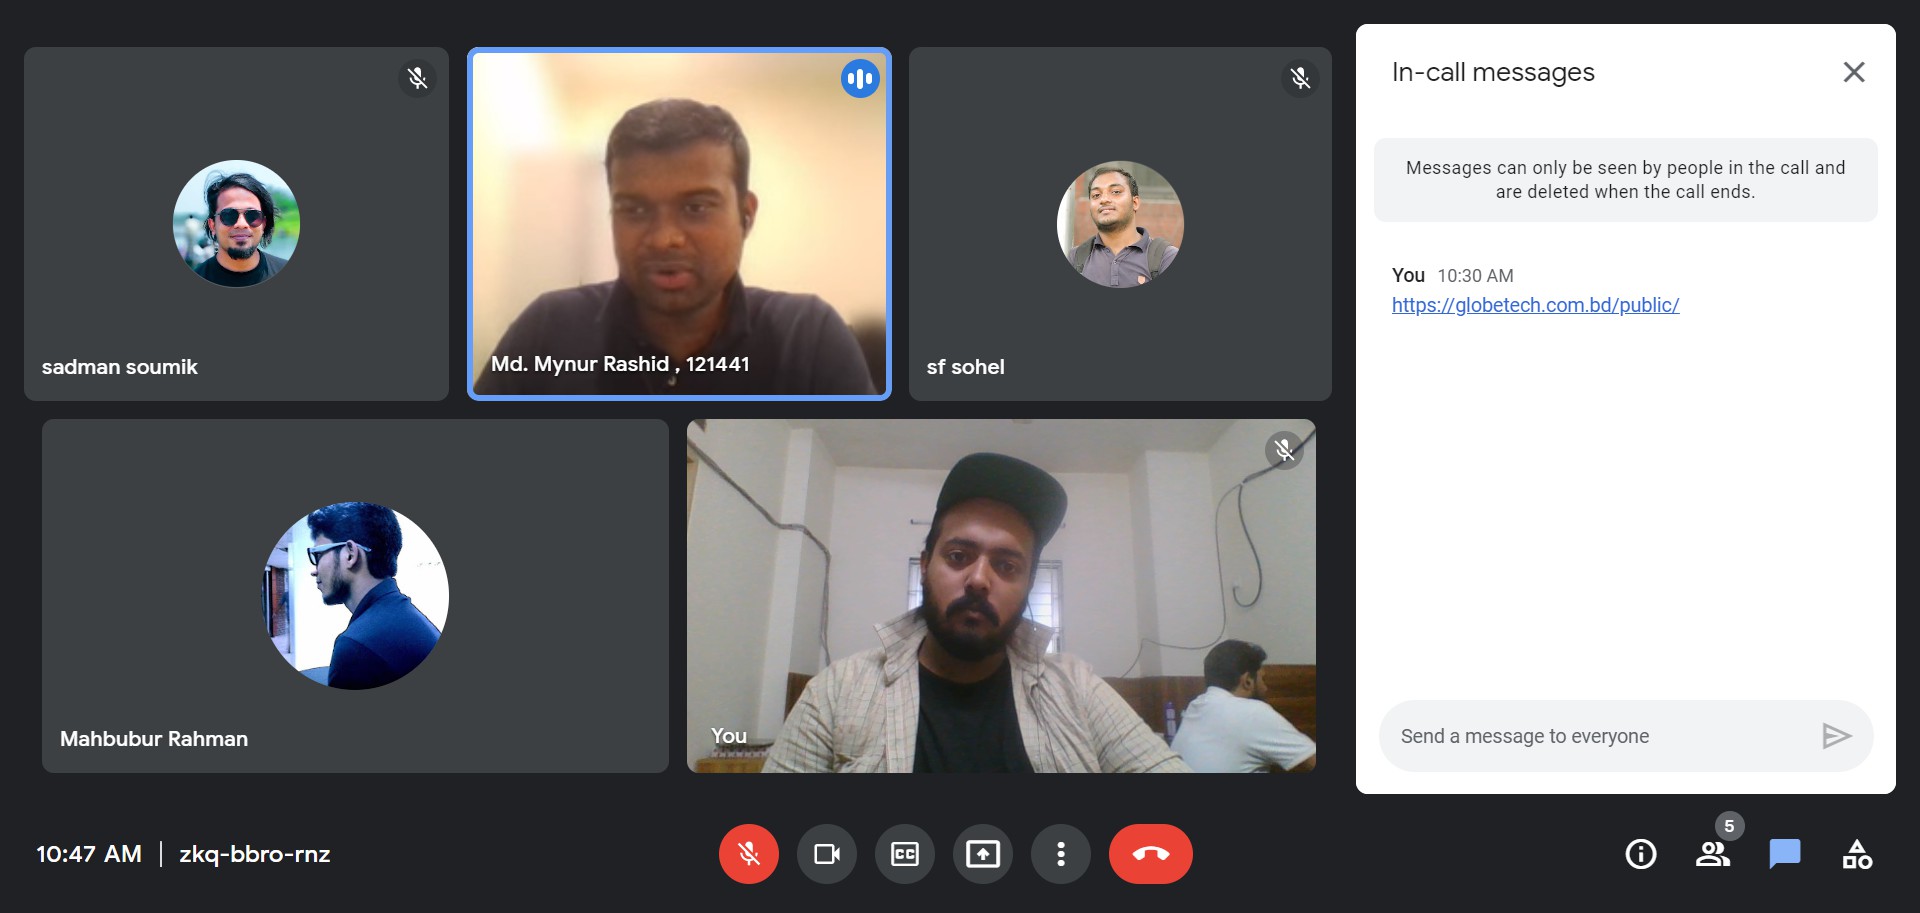 sadman soumik
Md. Mynur Rashid , 121441
sf sohel
Mahbubur Rahman
You
In-call messages
Messages can only be seen by people in the call and
are deleted when the call ends.
You 10:30 AM
https://globetech.com.bd/public/
Send a message to everyone
10:47 AM | zkq-bbro-rnz
CC
5